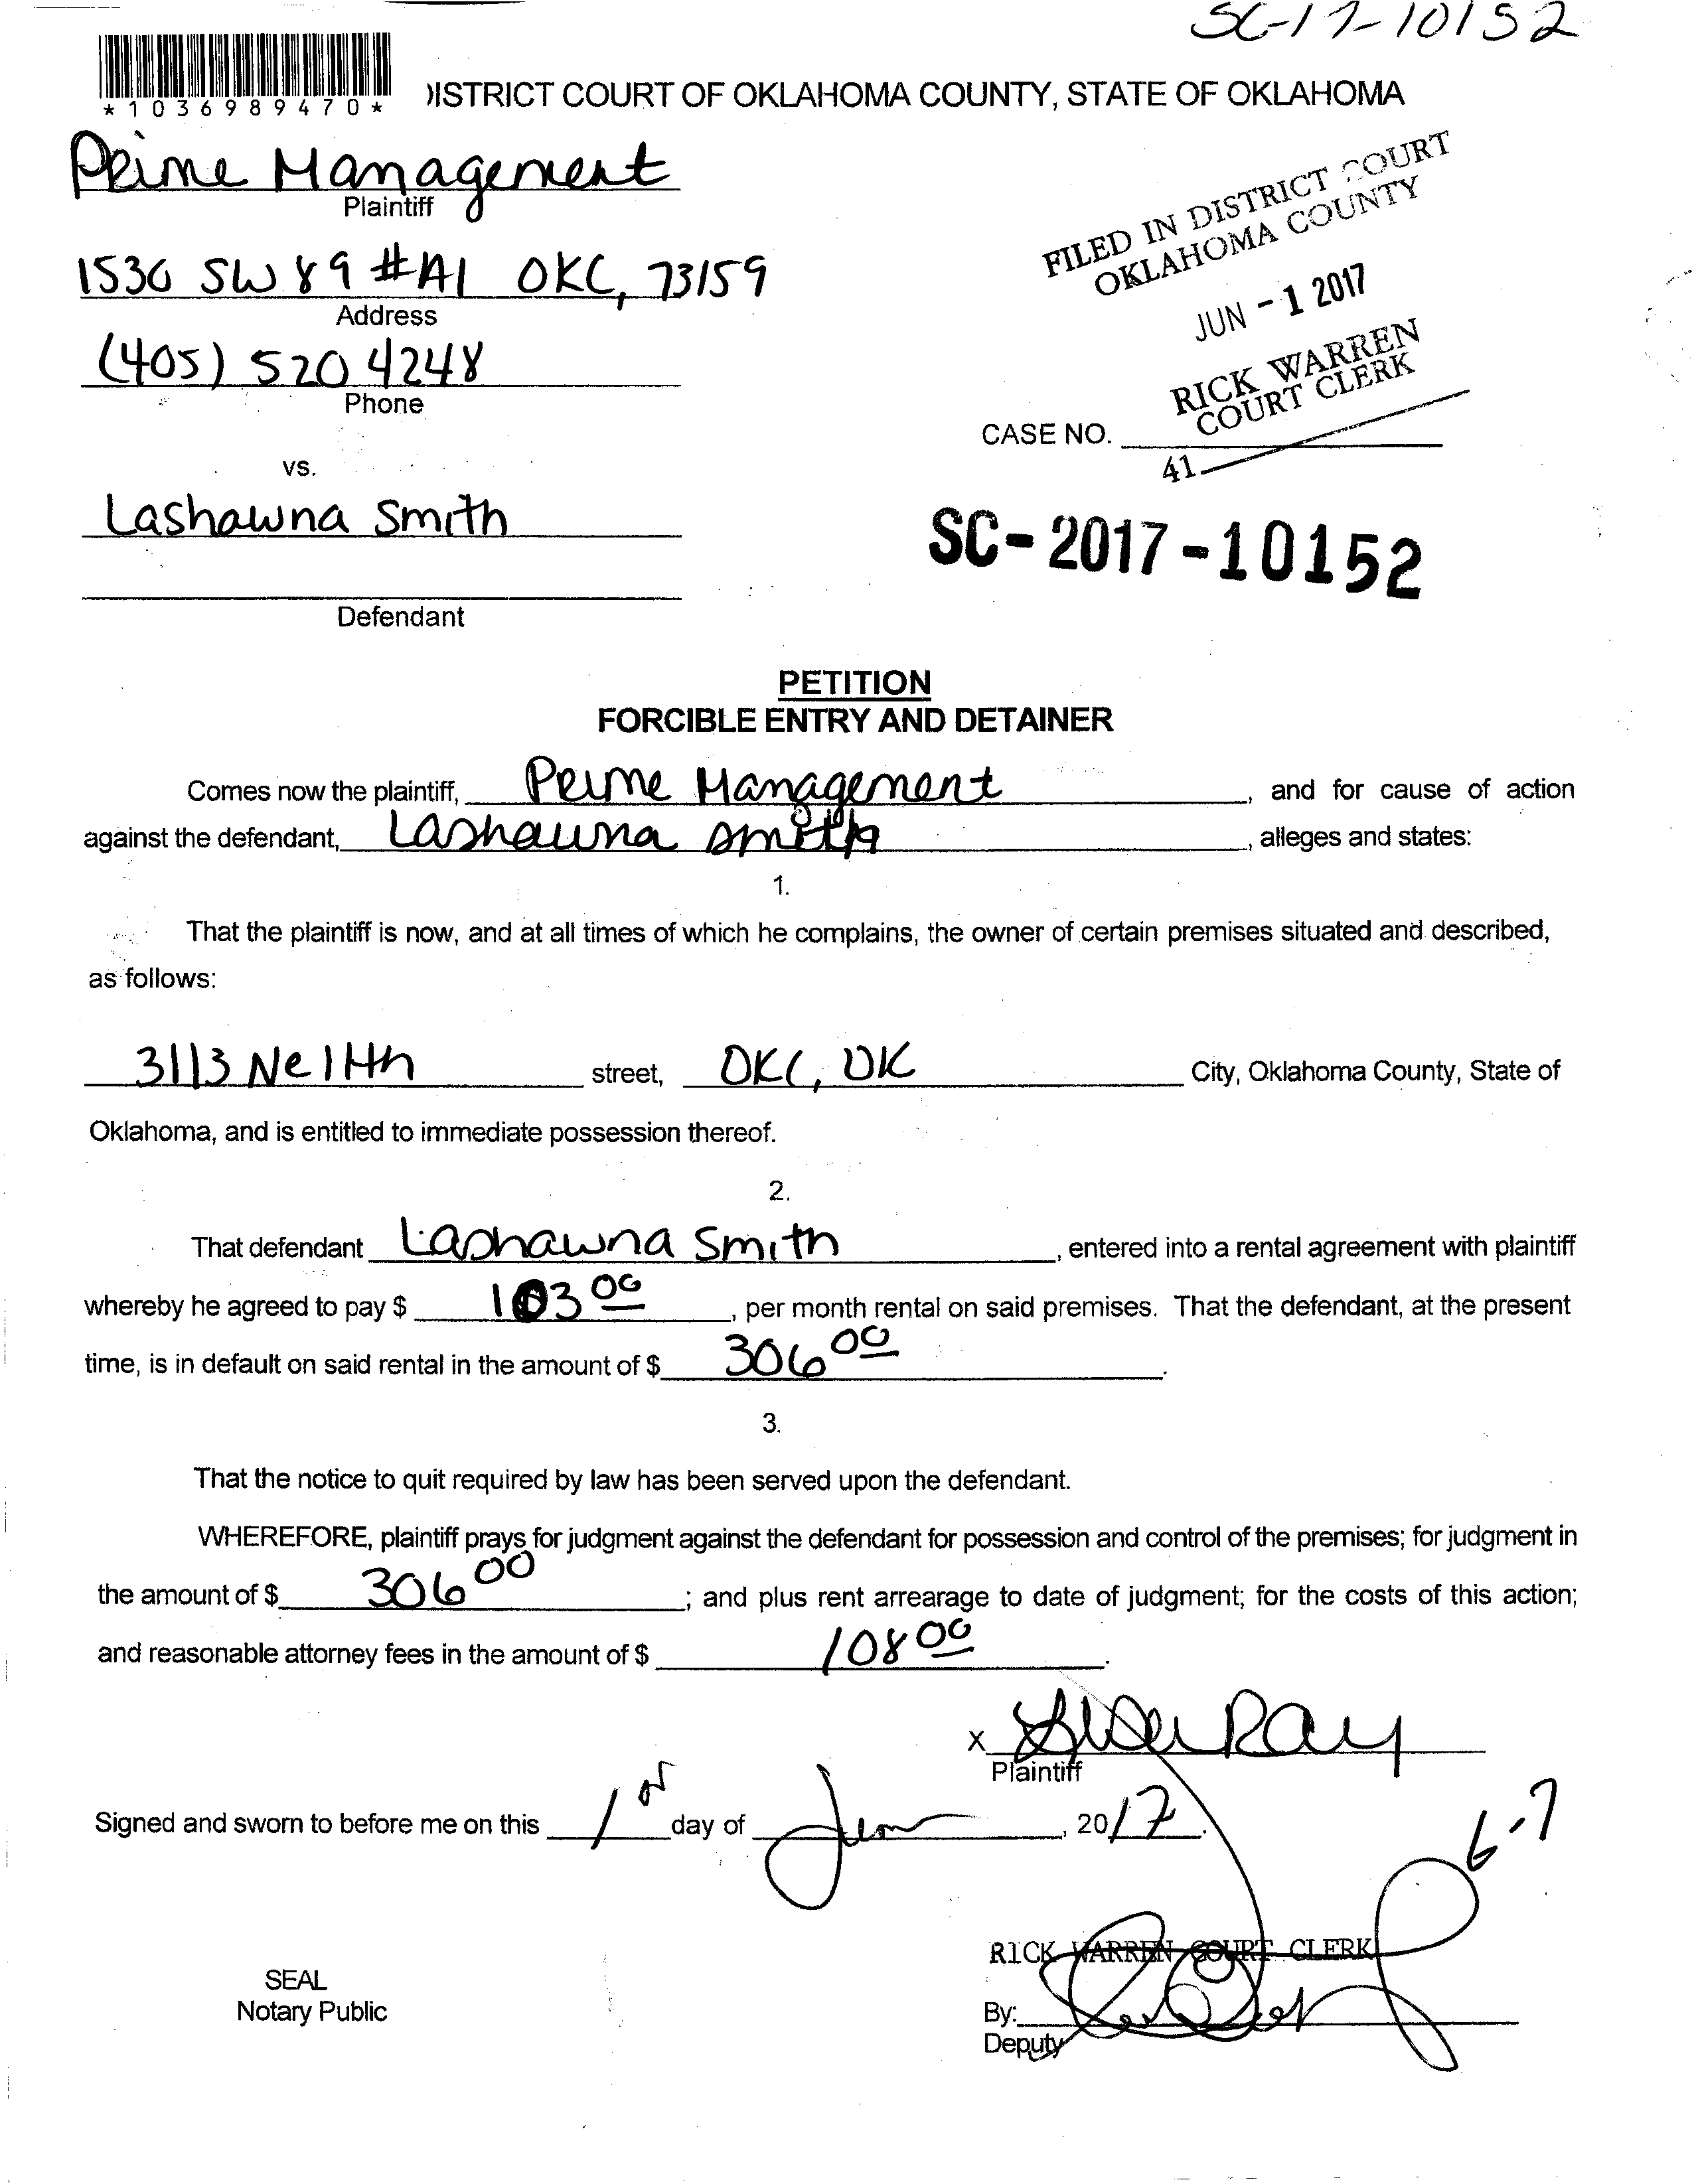 SC-17-10152
*1036989470*
DISTRICT COURT OF OKLAHOMA COUNTY, STATE OF OKLAHOMA
Prime Management
Plaintiff
1530 SW 89 #A1 OKC, 73159
Address
(405) 520 4248
Phone
FILED IN DISTRICT COURT
OKLAHOMA COUNTY
JUN - 1 2017
RICK WARREN
COURT CLERK
CASE NO.
41
vs.
Lashawna Smith
SC-2017-10152
Defendant
PETITION
FORCIBLE ENTRY AND DETAINER
Comes now the plaintiff, Prime Management, and for cause of action
against the defendant, Lashawna Smith, alleges and states:
1.
That the plaintiff is now, and at all times of which he complains, the owner of certain premises situated and described,
as follows:
3113 Ne 11th street, OKC, OK City, Oklahoma County, State of
Oklahoma, and is entitled to immediate possession thereof.
2.
That defendant Lashawna Smith, entered into a rental agreement with plaintiff
whereby he agreed to pay $ 103 00, per month rental on said premises. That the defendant, at the present
time, is in default on said rental in the amount of $ 306 00.
3.
That the notice to quit required by law has been served upon the defendant.
WHEREFORE, plaintiff prays for judgment against the defendant for possession and control of the premises; for judgment in
the amount of $ 306 00; and plus rent arrearage to date of judgment; for the costs of this action;
and reasonable attorney fees in the amount of $ 108 00.
X Ray
Plaintiff
Signed and sworn to before me on this 1 day of June, 2017.
6-7
RICK WARREN COURT CLERK
SEAL
Notary Public
By:
Deputy